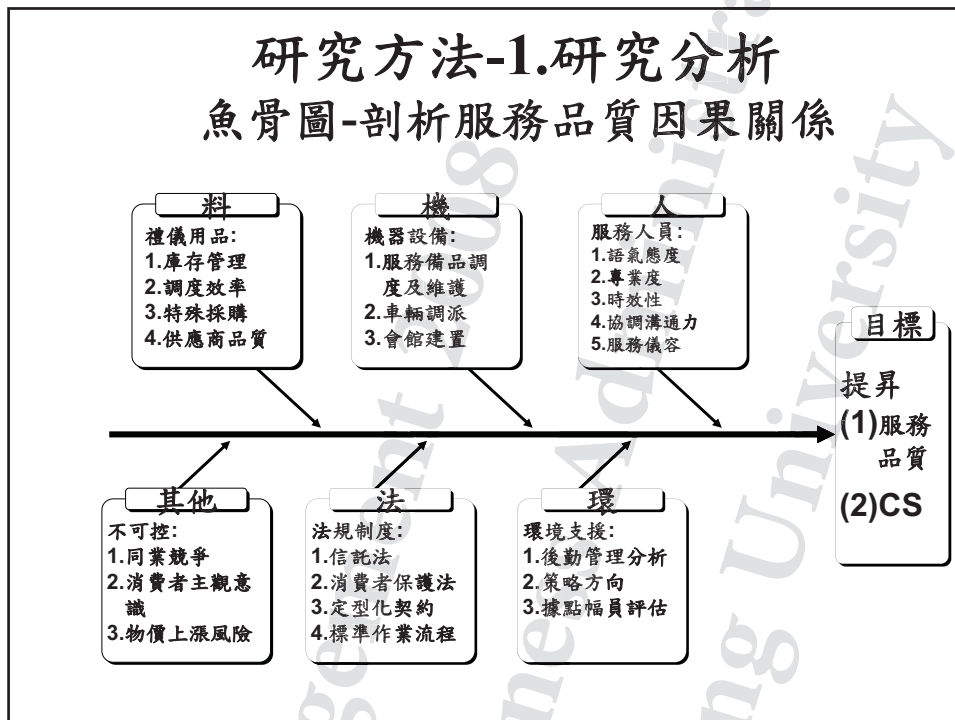 研究方法-1.研究分析
魚骨圖-剖析服務品質因果關係
料
禮儀用品:
1.庫存管理
2.調度效率
3.特殊採購
4.供應商品質
機
機器設備:
1.服務備品調
度及維護
2.車輛調派
3.會館建置
人
服務人員:
1.語氣態度
2.專業度
3.時效性
4.協調溝通力
5.服務儀容
目標
提昇
(1)服務
品質
(2)CS
其他
不可控:
1.同業競爭
2.消費者主觀意
識
3.物價上漲風險
法
法規制度:
1.信託法
2.消費者保護法
3.定型化契約
4.標準作業流程
環
環境支援:
1.後勤管理分析
2.策略方向
3.據點幅員評估
2008
University